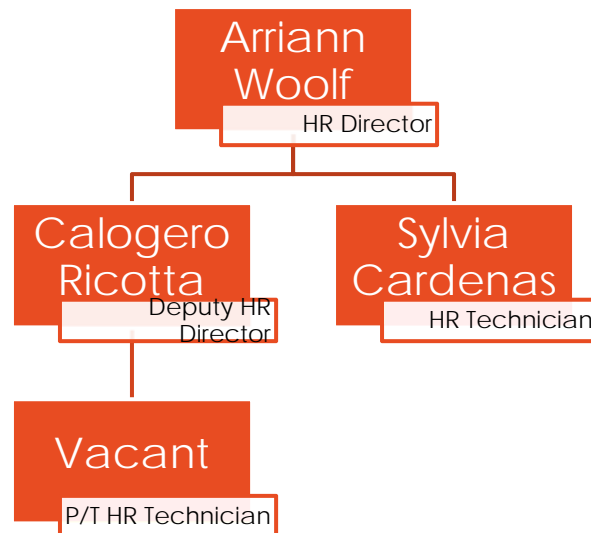 Arriann
Woolf
HR Director
Calogero
Ricotta
Deputy HR
Director
Sylvia
Cardenas
HR Technician
Vacant
P/T HR Technician